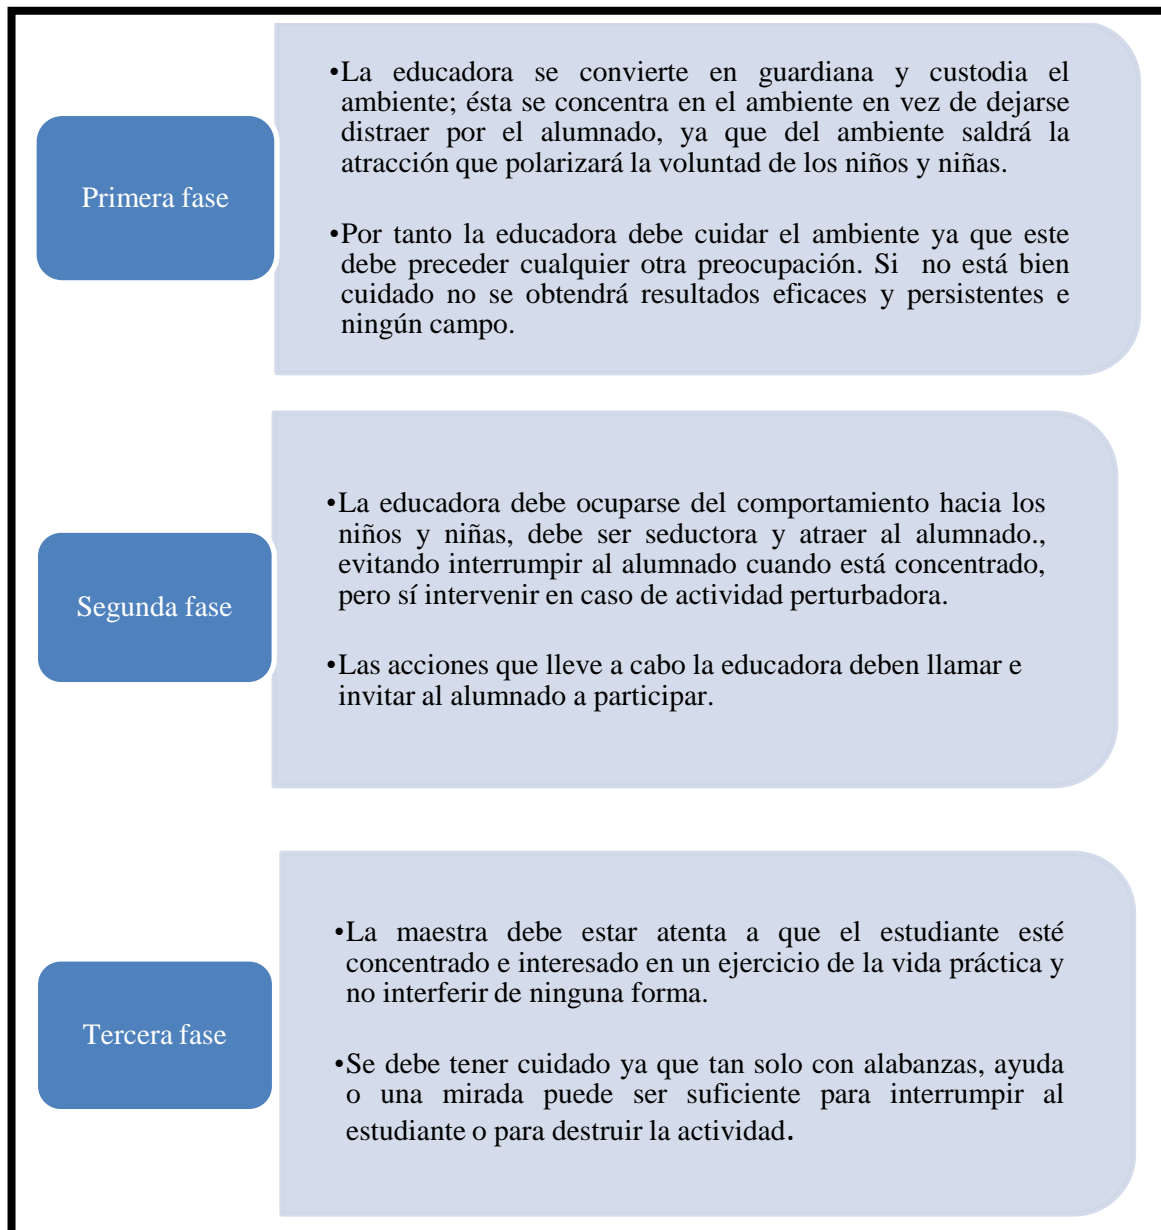 Primera fase
•La educadora se convierte en guardiana y custodia el
ambiente; ésta se concentra en el ambiente en vez de dejarse
distraer por el alumnado, ya que del ambiente saldrá la
atracción que polarizará la voluntad de los niños y niñas.
•Por tanto la educadora debe cuidar el ambiente ya que este
debe preceder cualquier otra preocupación. Si no está bien
cuidado no se obtendrá resultados eficaces y persistentes e
ningún campo.
Segunda fase
•La educadora debe ocuparse del comportamiento hacia los
niños y niñas, debe ser seductora y atraer al alumnado.,
evitando interrumpir al alumnado cuando está concentrado,
pero sí intervenir en caso de actividad perturbadora.
•Las acciones que lleve a cabo la educadora deben llamar e
invitar al alumnado a participar.
Tercera fase
•La maestra debe estar atenta a que el estudiante esté
concentrado e interesado en un ejercicio de la vida práctica y
no interferir de ninguna forma.
•Se debe tener cuidado ya que tan solo con alabanzas, ayuda
o una mirada puede ser suficiente para interrumpir al
estudiante o para destruir la actividad.